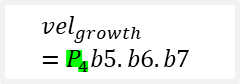 vel_growth
= P_4 b5. b6. b7